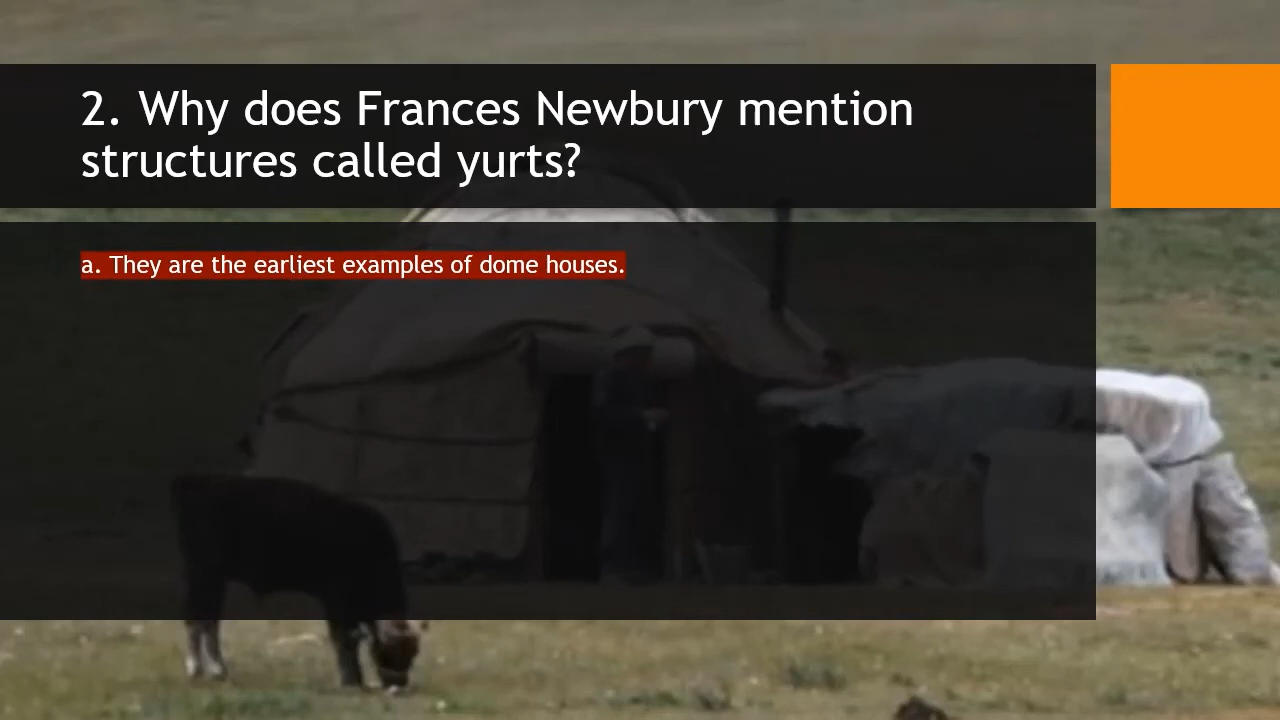 2. Why does Frances Newbury mention
structures called yurts?
a. They are the earliest examples of dome houses.